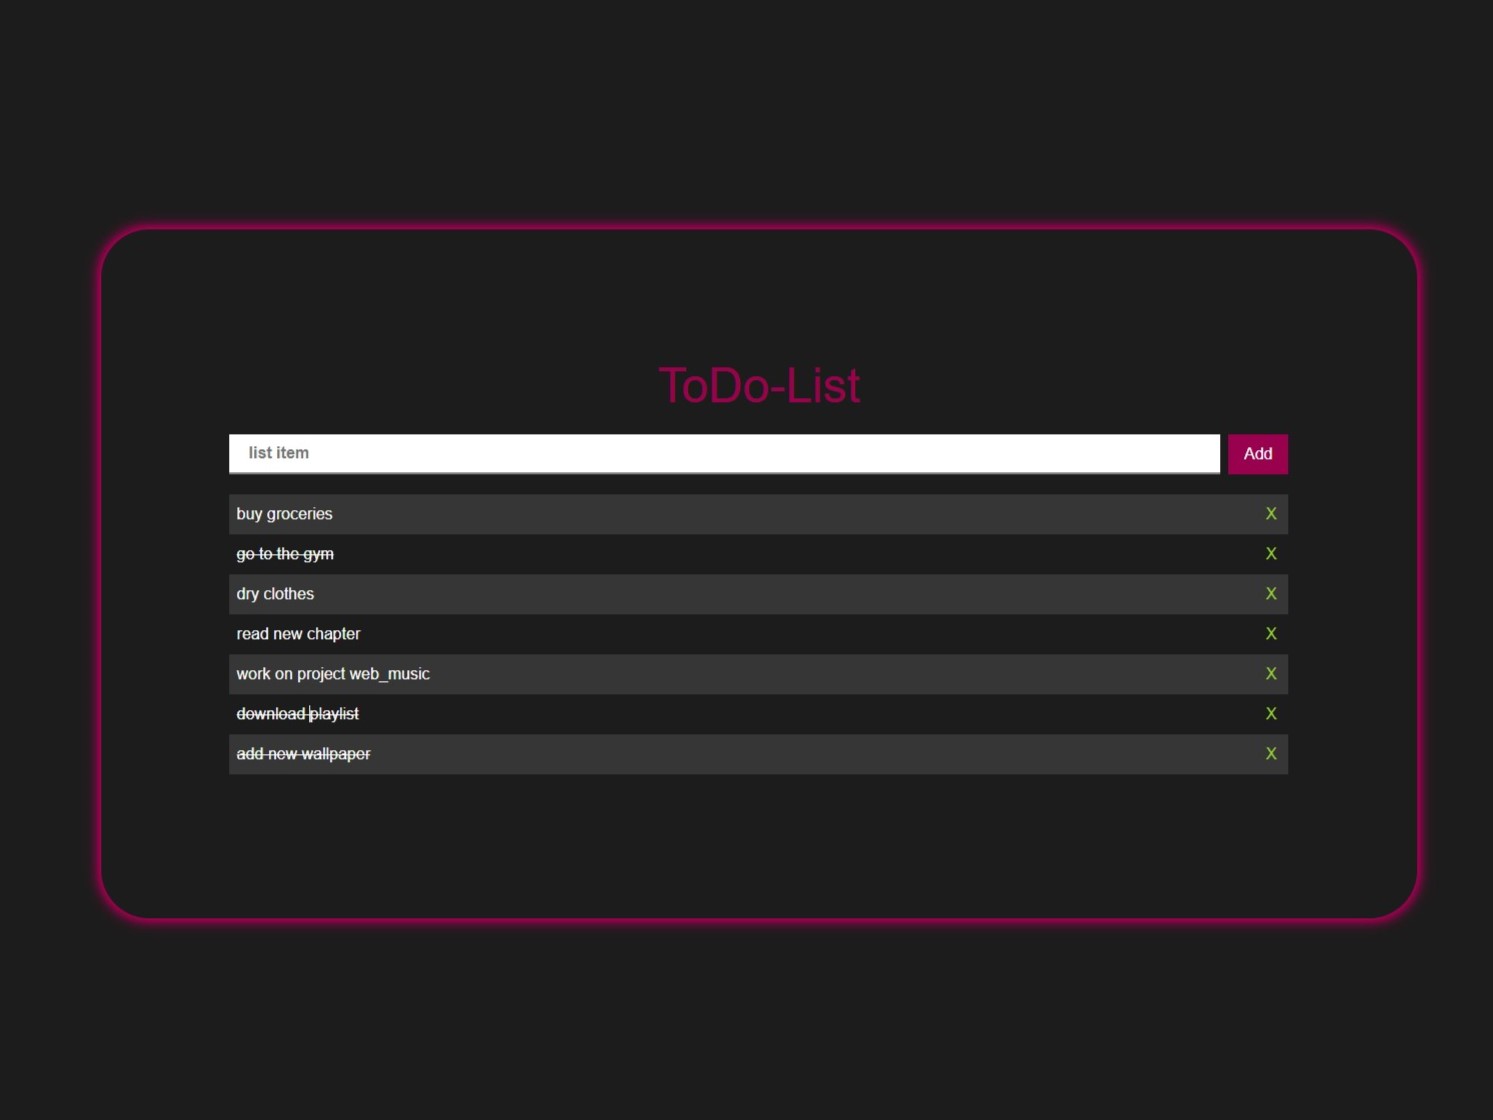 ToDo-List
list item
Add
buy groceries X
go to the gym X
dry clothes X
read new chapter X
work on project web_music X
download playlist X
add new wallpaper X